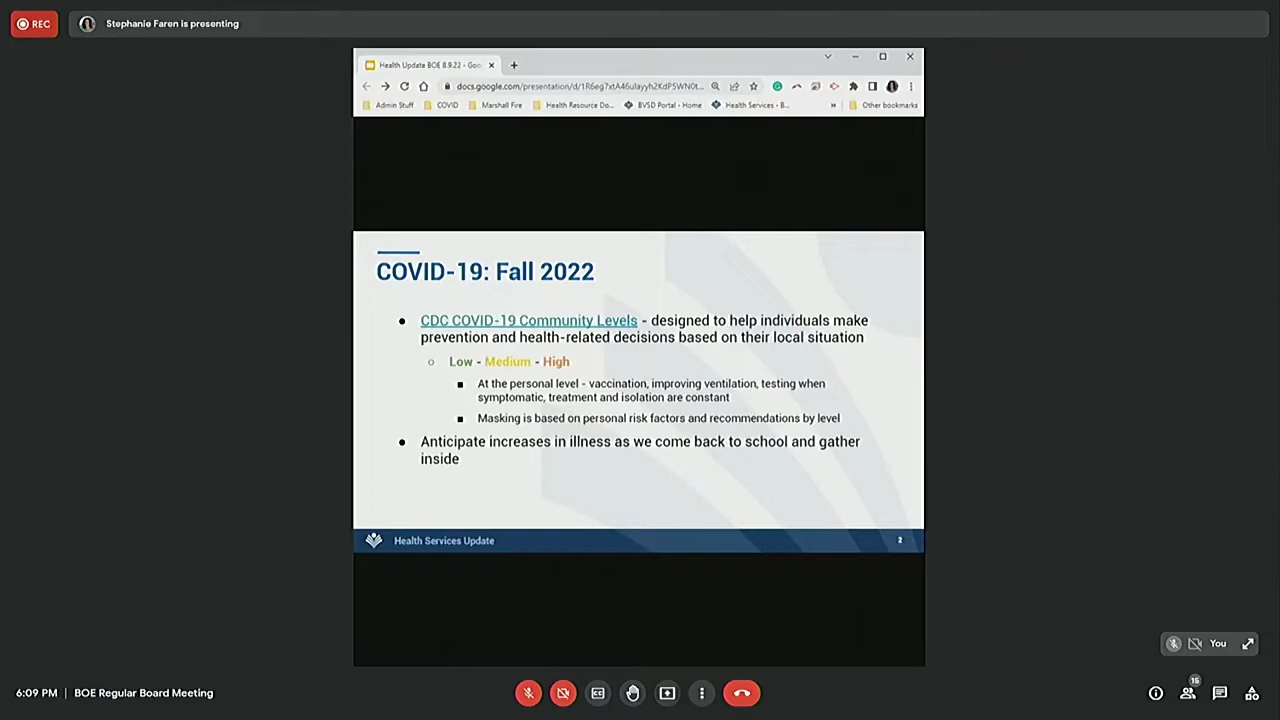 REC
Stephanie Faren is presenting
Health Update BOE 8.9.22 - Goo
Admin Stuff
COVID
Marshall Fire
Health Resource Do...
BVSD Portal - Home
Health Services - B...
»
Other bookmarks
COVID-19: Fall 2022
• CDC COVID-19 Community Levels - designed to help individuals make
prevention and health-related decisions based on their local situation
○ Low - Medium - High
■ At the personal level - vaccination, improving ventilation, testing when
symptomatic, treatment and isolation are constant
■ Masking is based on personal risk factors and recommendations by level
• Anticipate increases in illness as we come back to school and gather
inside
Health Services Update
2
You
6:09 PM | BOE Regular Board Meeting
15